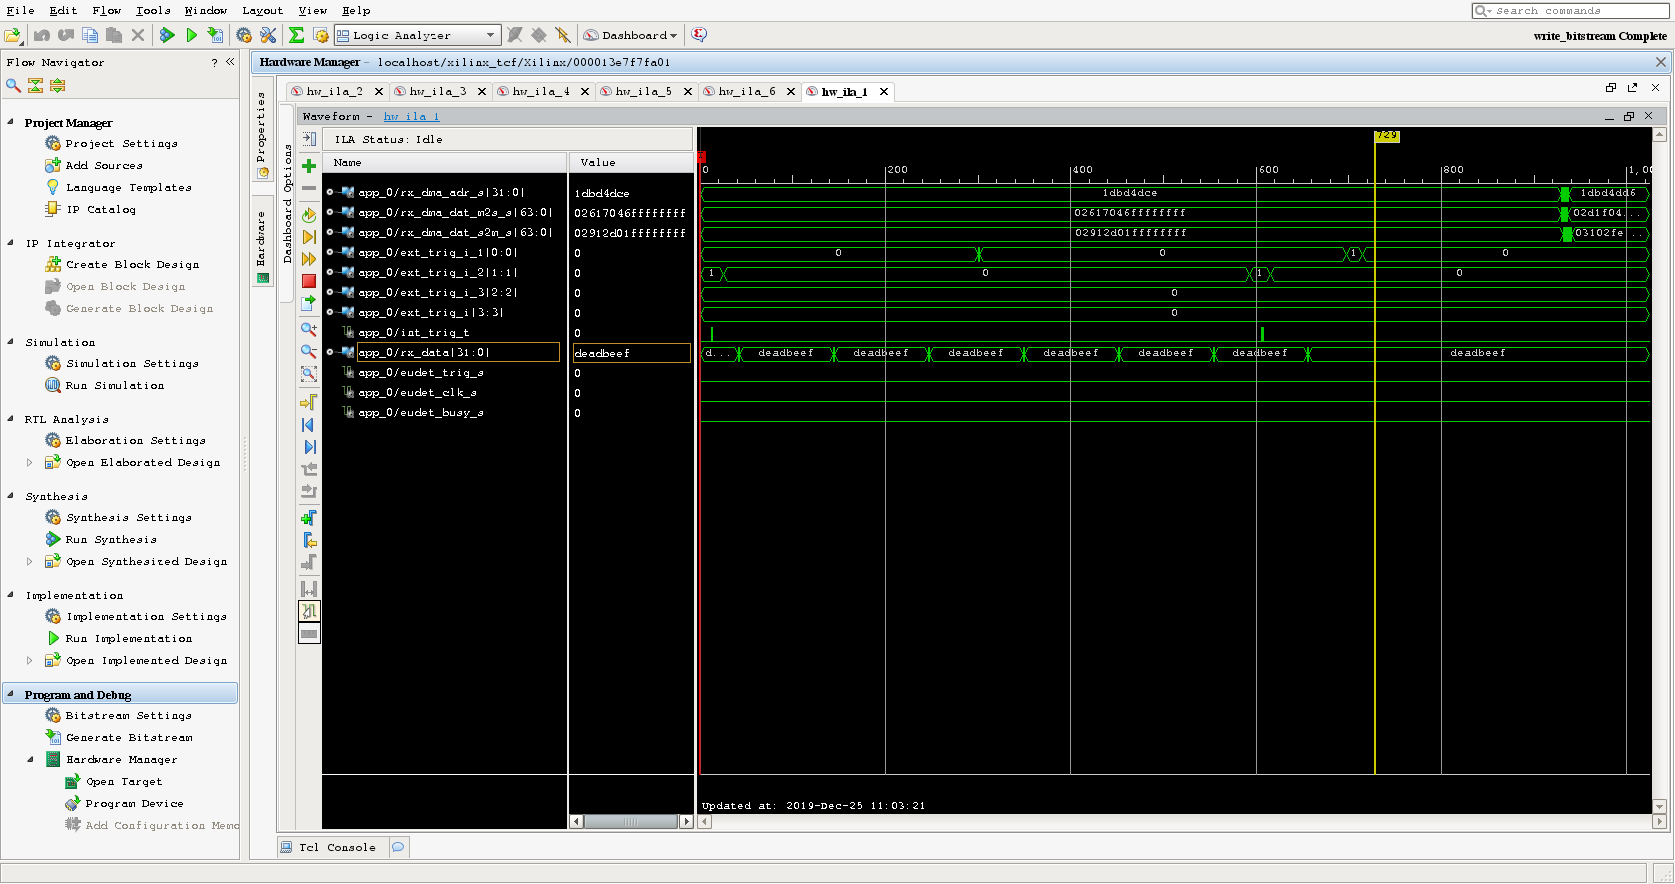 File Edit Flow Tools Window Layout View Help
Search commands
Logic Analyzer
Dashboard
write_bitstream Complete
Flow Navigator
?
Hardware Manager - localhost/xilinx_tcf/Xilinx/000013e7f7fa01
hw_ila_2 hw_ila_3 hw_ila_4 hw_ila_5 hw_ila_6 hw_ila_1
Waveform - hw_ila_1
ILA Status: Idle
Name Value
Properties
Hardware
Dashboard Options
Project Manager
Project Settings
Add Sources
Language Templates
IP Catalog
IP Integrator
Create Block Design
Open Block Design
Generate Block Design
Simulation
Simulation Settings
Run Simulation
RTL Analysis
Elaboration Settings
Open Elaborated Design
Synthesis
Synthesis Settings
Run Synthesis
Open Synthesized Design
Implementation
Implementation Settings
Run Implementation
Open Implemented Design
Program and Debug
Bitstream Settings
Generate Bitstream
Hardware Manager
Open Target
Program Device
Add Configuration Memo
729
0 200 400 600 800 1,00
app_0/rx_dma_adr_s[31:0] 1dbd4dce 1dbd4dce 1dbd4dd6
app_0/rx_dma_dat_m2s_s[63:0] 02617046ffffffff 02617046ffffffff 02d1f04...
app_0/rx_dma_dat_s2m_s[63:0] 02912d01ffffffff 02912d01ffffffff 03102fe...
app_0/ext_trig_i_1[0:0] 0 0 0 1 0
app_0/ext_trig_i_2[1:1] 0 1 0 1 0
app_0/ext_trig_i_3[2:2] 0 0
app_0/ext_trig_i[3:3] 0 0
app_0/int_trig_t 0
app_0/rx_data[31:0] deadbeef d... deadbeef deadbeef deadbeef deadbeef deadbeef deadbeef deadbeef
app_0/eudet_trig_s 0
app_0/eudet_clk_s 0
app_0/eudet_busy_s 0
Updated at: 2019-Dec-25 11:03:21
Tcl Console